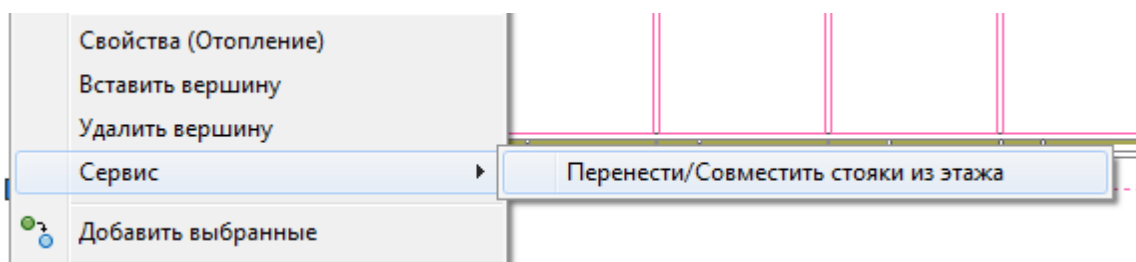 Свойства (Отопление)
Вставить вершину
Удалить вершину
Сервис
Перенести/Совместить стояки из этажа
Добавить выбранные